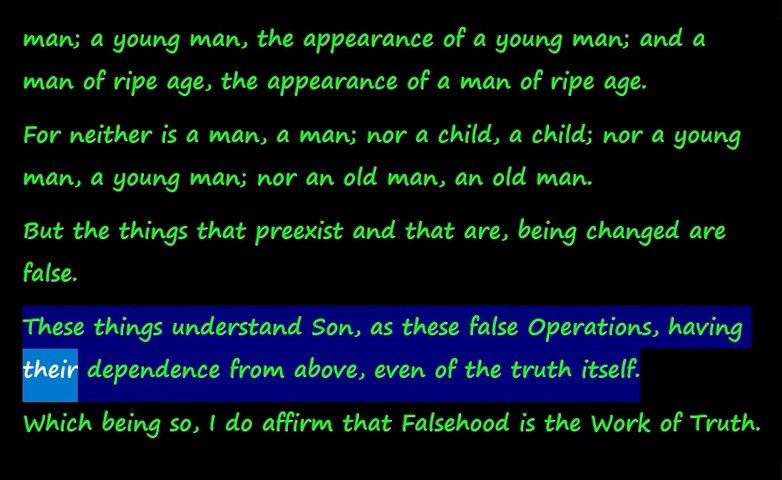 man; a young man, the appearance of a young man; and a
man of ripe age, the appearance of a man of ripe age.
For neither is a man, a man; nor a child, a child; nor a young
man, a young man; nor an old man, an old man.
But the things that preexist and that are, being changed are
false.
These things understand Son, as these false Operations, having
their dependence from above, even of the truth itself.
Which being so, I do affirm that Falsehood is the Work of Truth.